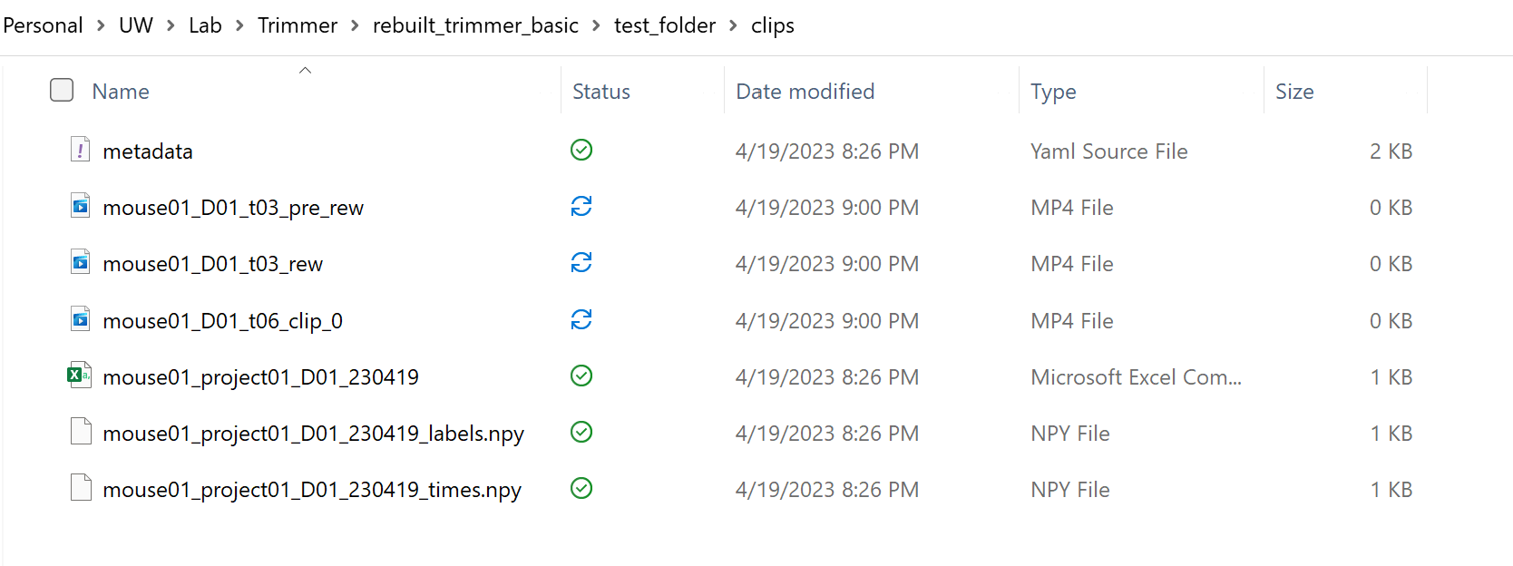 Personal > UW > Lab > Trimmer > rebuilt_trimmer_basic > test_folder > clips
Name Status Date modified Type Size
metadata 4/19/2023 8:26 PM Yaml Source File 2 KB
mouse01_D01_t03_pre_rew 4/19/2023 9:00 PM MP4 File 0 KB
mouse01_D01_t03_rew 4/19/2023 9:00 PM MP4 File 0 KB
mouse01_D01_t06_clip_0 4/19/2023 9:00 PM MP4 File 0 KB
mouse01_project01_D01_230419 4/19/2023 8:26 PM Microsoft Excel Com... 1 KB
mouse01_project01_D01_230419_labels.npy 4/19/2023 8:26 PM NPY File 1 KB
mouse01_project01_D01_230419_times.npy 4/19/2023 8:26 PM NPY File 1 KB